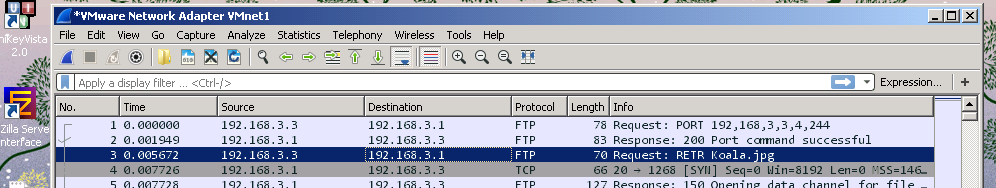 *VMware Network Adapter VMnet1
niKeyVista
2.0
File Edit View Go Capture Analyze Statistics Telephony Wireless Tools Help
Apply a display filter ... <Ctrl-/> Expression... +
No. Time Source Destination Protocol Length Info
1 0.000000 192.168.3.3 192.168.3.1 FTP 78 Request: PORT 192,168,3,3,4,244
2 0.001949 192.168.3.1 192.168.3.3 FTP 83 Response: 200 Port command successful
3 0.005672 192.168.3.3 192.168.3.1 FTP 70 Request: RETR Koala.jpg
4 0.007726 192.168.3.1 192.168.3.3 TCP 66 20 → 1268 [SYN] Seq=0 Win=8192 Len=0 MSS=146…
5 0.007728 192.168.3.1 192.168.3.3 FTP 127 Response: 150 Opening data channel for file …
Zilla Serve
nterface